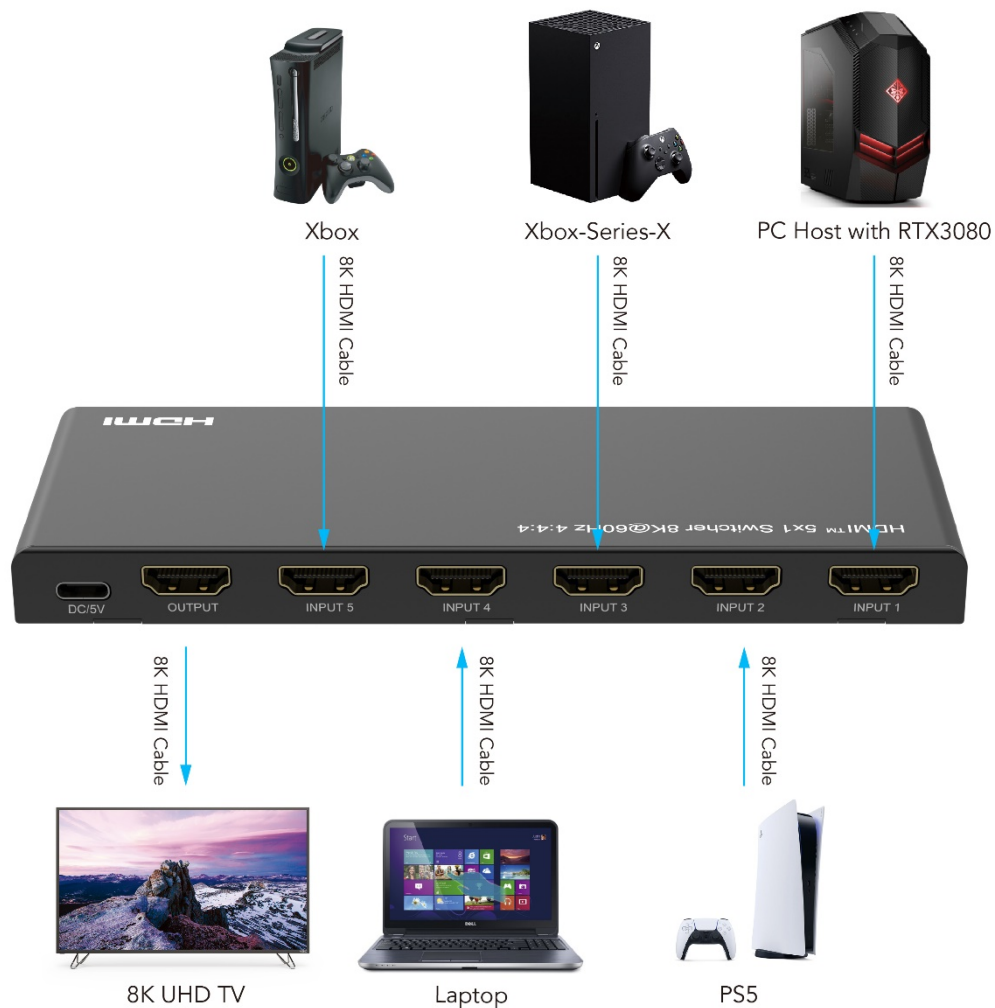 Xbox
Xbox-Series-X
PC Host with RTX3080
8K HDMI Cable
8K HDMI Cable
8K HDMI Cable
HDMI
HDMI™ 5x1 Switcher 8K@60Hz 4:4:4
DC/5V
OUTPUT
INPUT 5
INPUT 4
INPUT 3
INPUT 2
INPUT 1
8K HDMI Cable
8K HDMI Cable
8K HDMI Cable
Start
DELL
8K UHD TV
Laptop
PS5